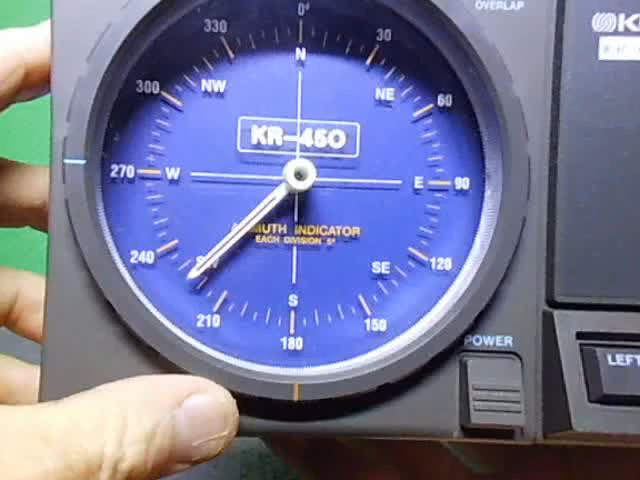 OVERLAP
0°
330
30
N
300
NW
NE
60
KR-450
270
W
E
90
INDICATOR
EACH DIVISION 5°
240
SE
120
S
210
150
180
POWER
LEFT